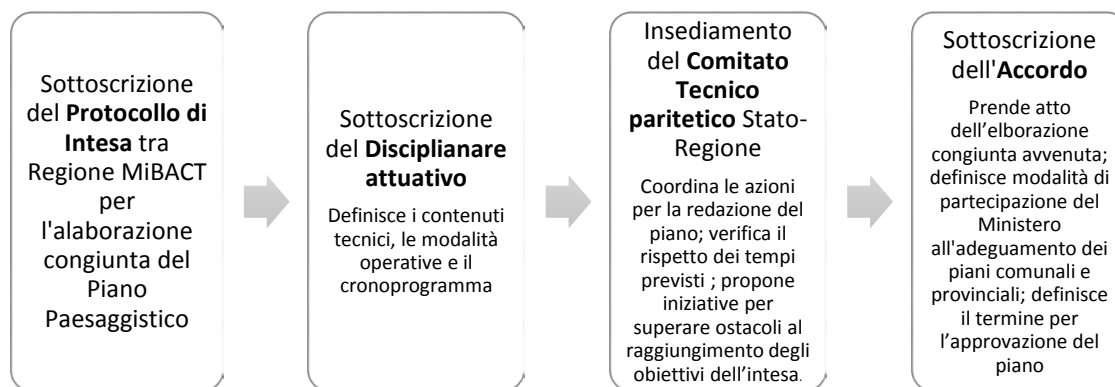 Sottoscrizione
del Protocollo di
Intesa tra
Regione MiBACT
per
l'alaborazione
congiunta del
Piano
Paesaggistico
Sottoscrizione
del Disciplianare
attuativo
Definisce i contenuti
tecnici, le modalità
operative e il
cronoprogramma
Insediamento
del Comitato
Tecnico
paritetico Stato-
Regione
Coordina le azioni
per la redazione del
piano; verifica il
rispetto dei tempi
previsti ; propone
iniziative per
superare ostacoli al
raggiungimento degli
obiettivi dell’intesa.
Sottoscrizione
dell'Accordo
Prende atto
dell’elborazione
congiunta avvenuta;
definisce modalità di
partecipazione del
Ministero
all'adeguamento dei
piani comunali e
provinciali; definisce
il termine per
l’approvazione del
piano